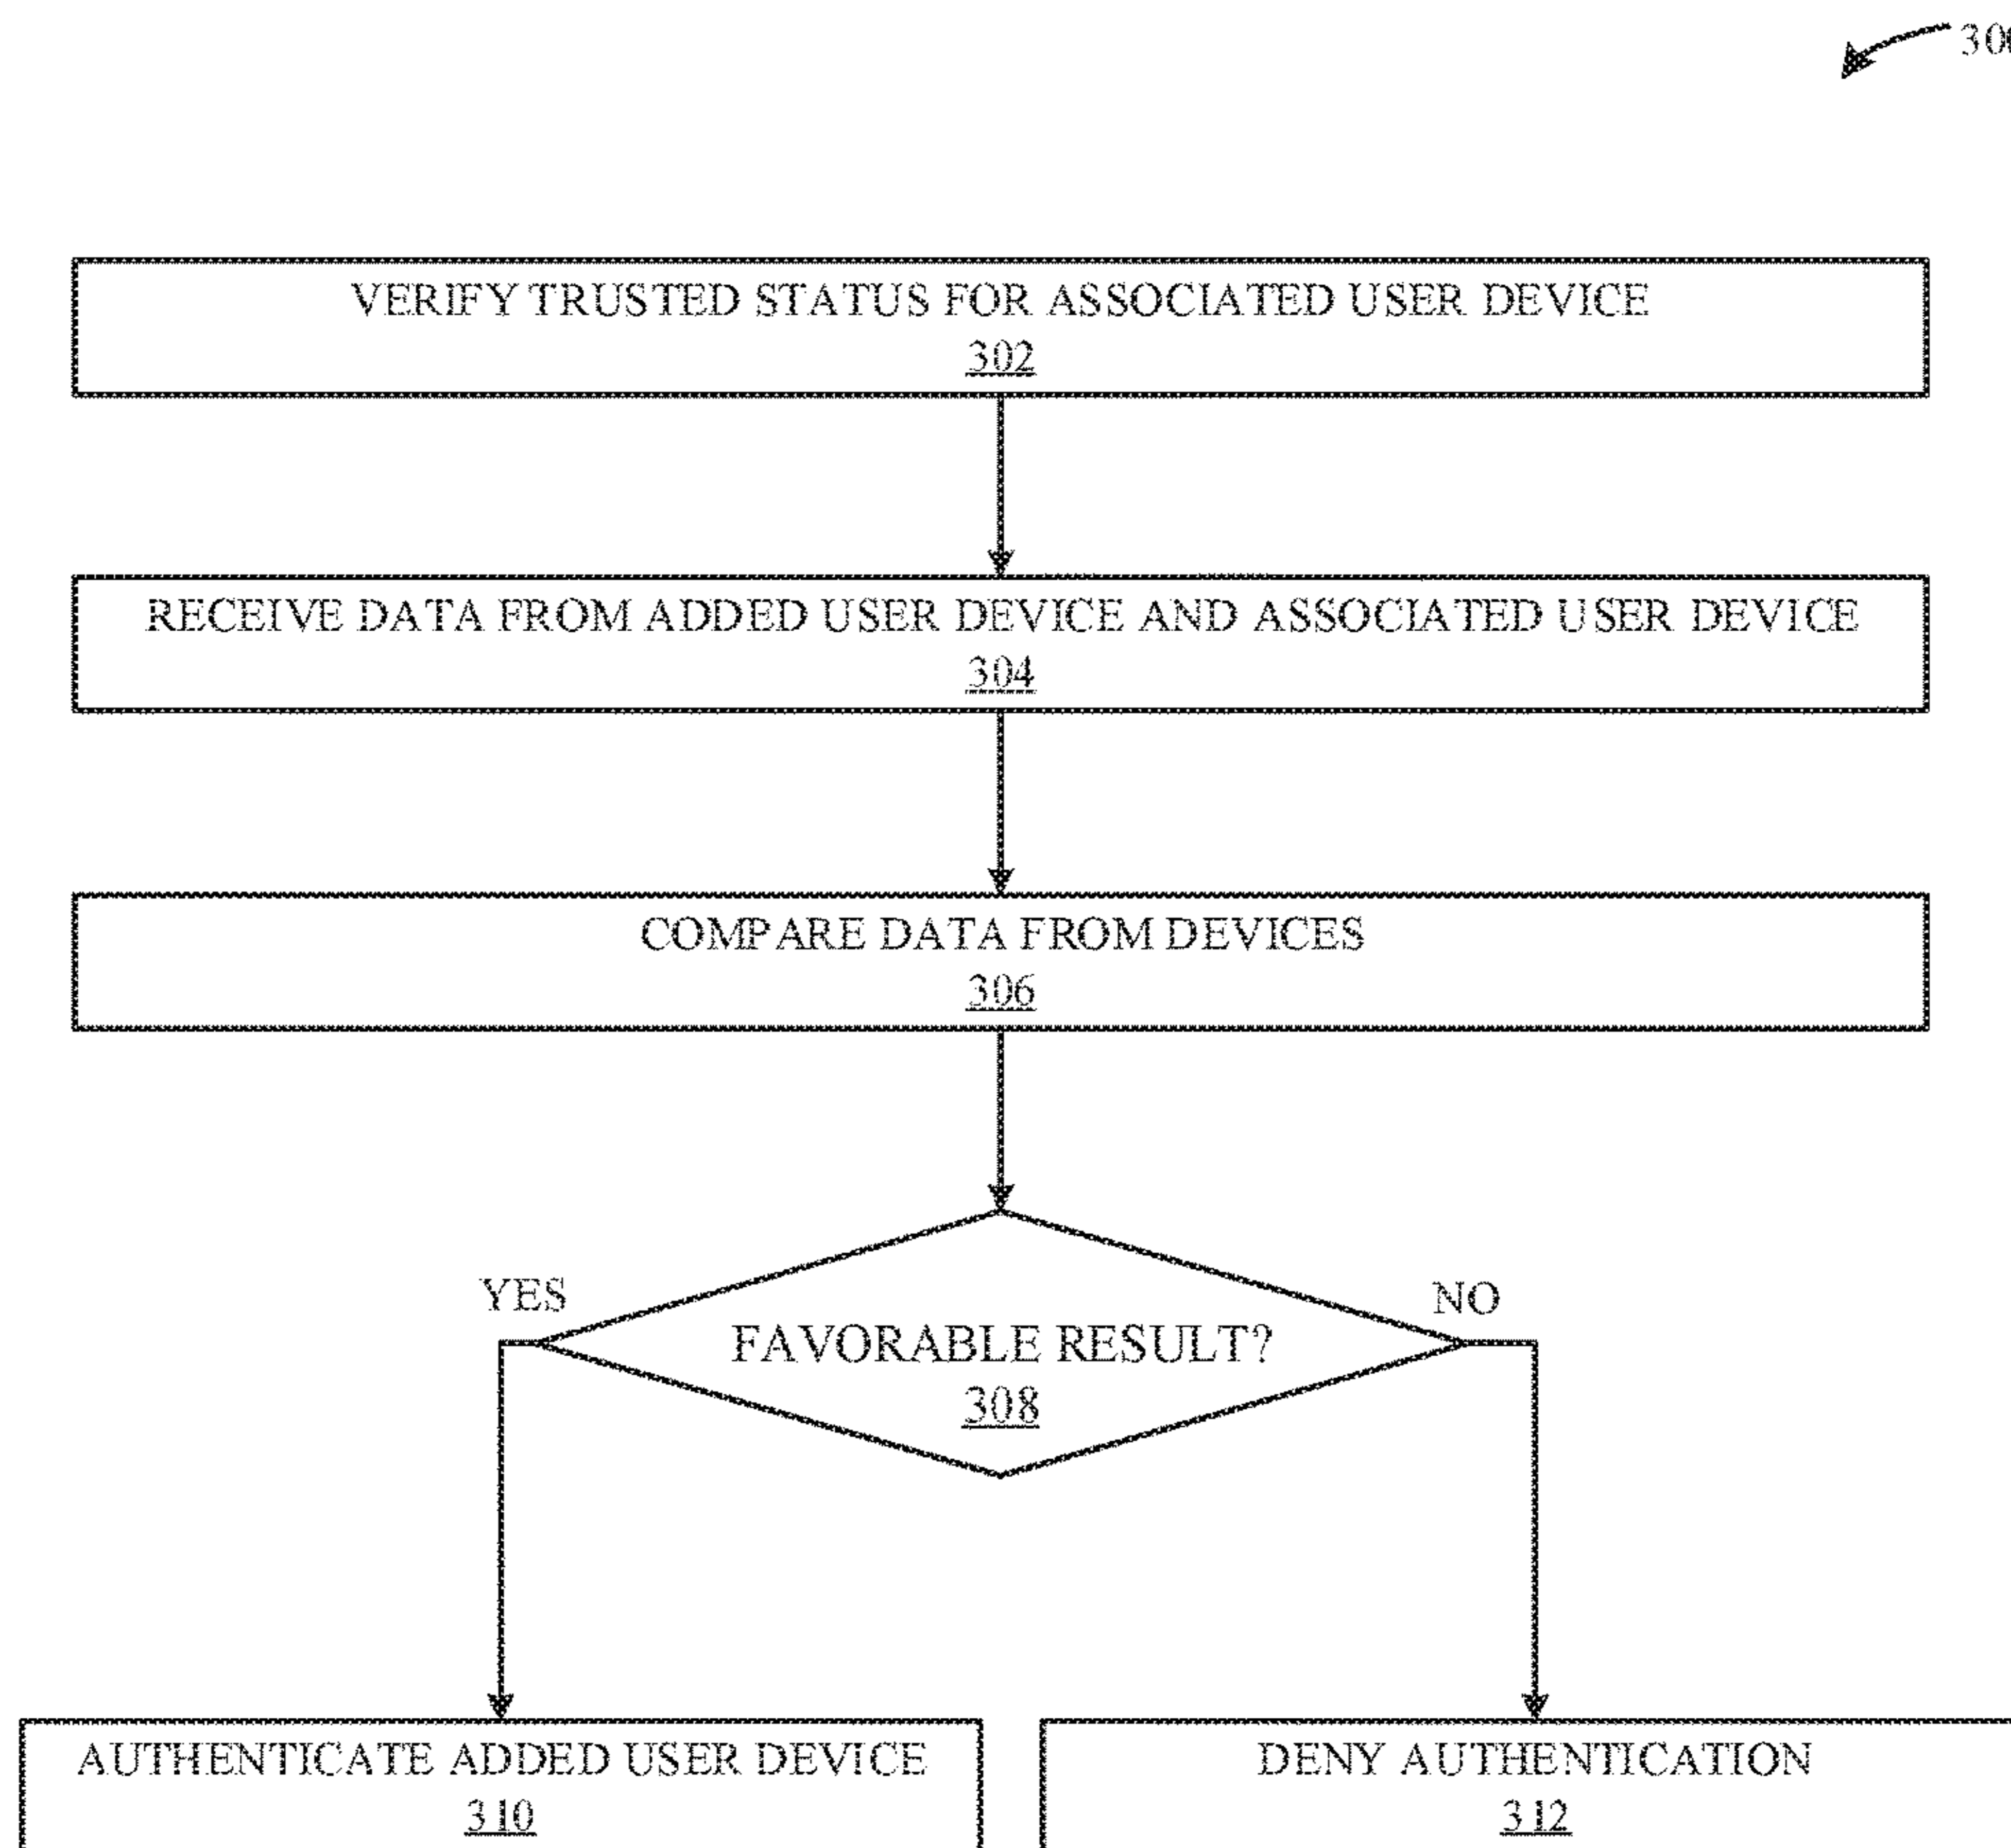 300
VERIFY TRUSTED STATUS FOR ASSOCIATED USER DEVICE
302
RECEIVE DATA FROM ADDED USER DEVICE AND ASSOCIATED USER DEVICE
304
COMPARE DATA FROM DEVICES
306
YES
NO
FAVORABLE RESULT?
308
AUTHENTICATE ADDED USER DEVICE
310
DENY AUTHENTICATION
312